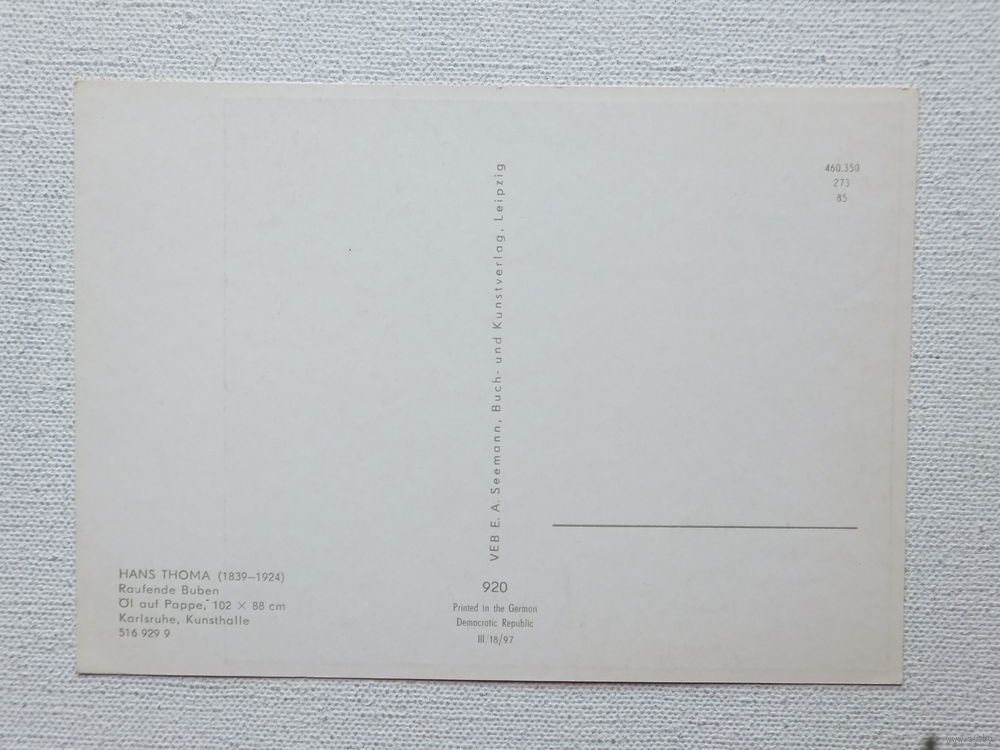 460.350
273
85
VEB E. A. Seemann, Buch- und Kunstverlag, Leipzig
HANS THOMA (1839–1924)
Raufende Buben
Öl auf Pappe, 102 × 88 cm
Karlsruhe, Kunsthalle
516 929 9
920
Printed in the German
Democratic Republic
III/18/97